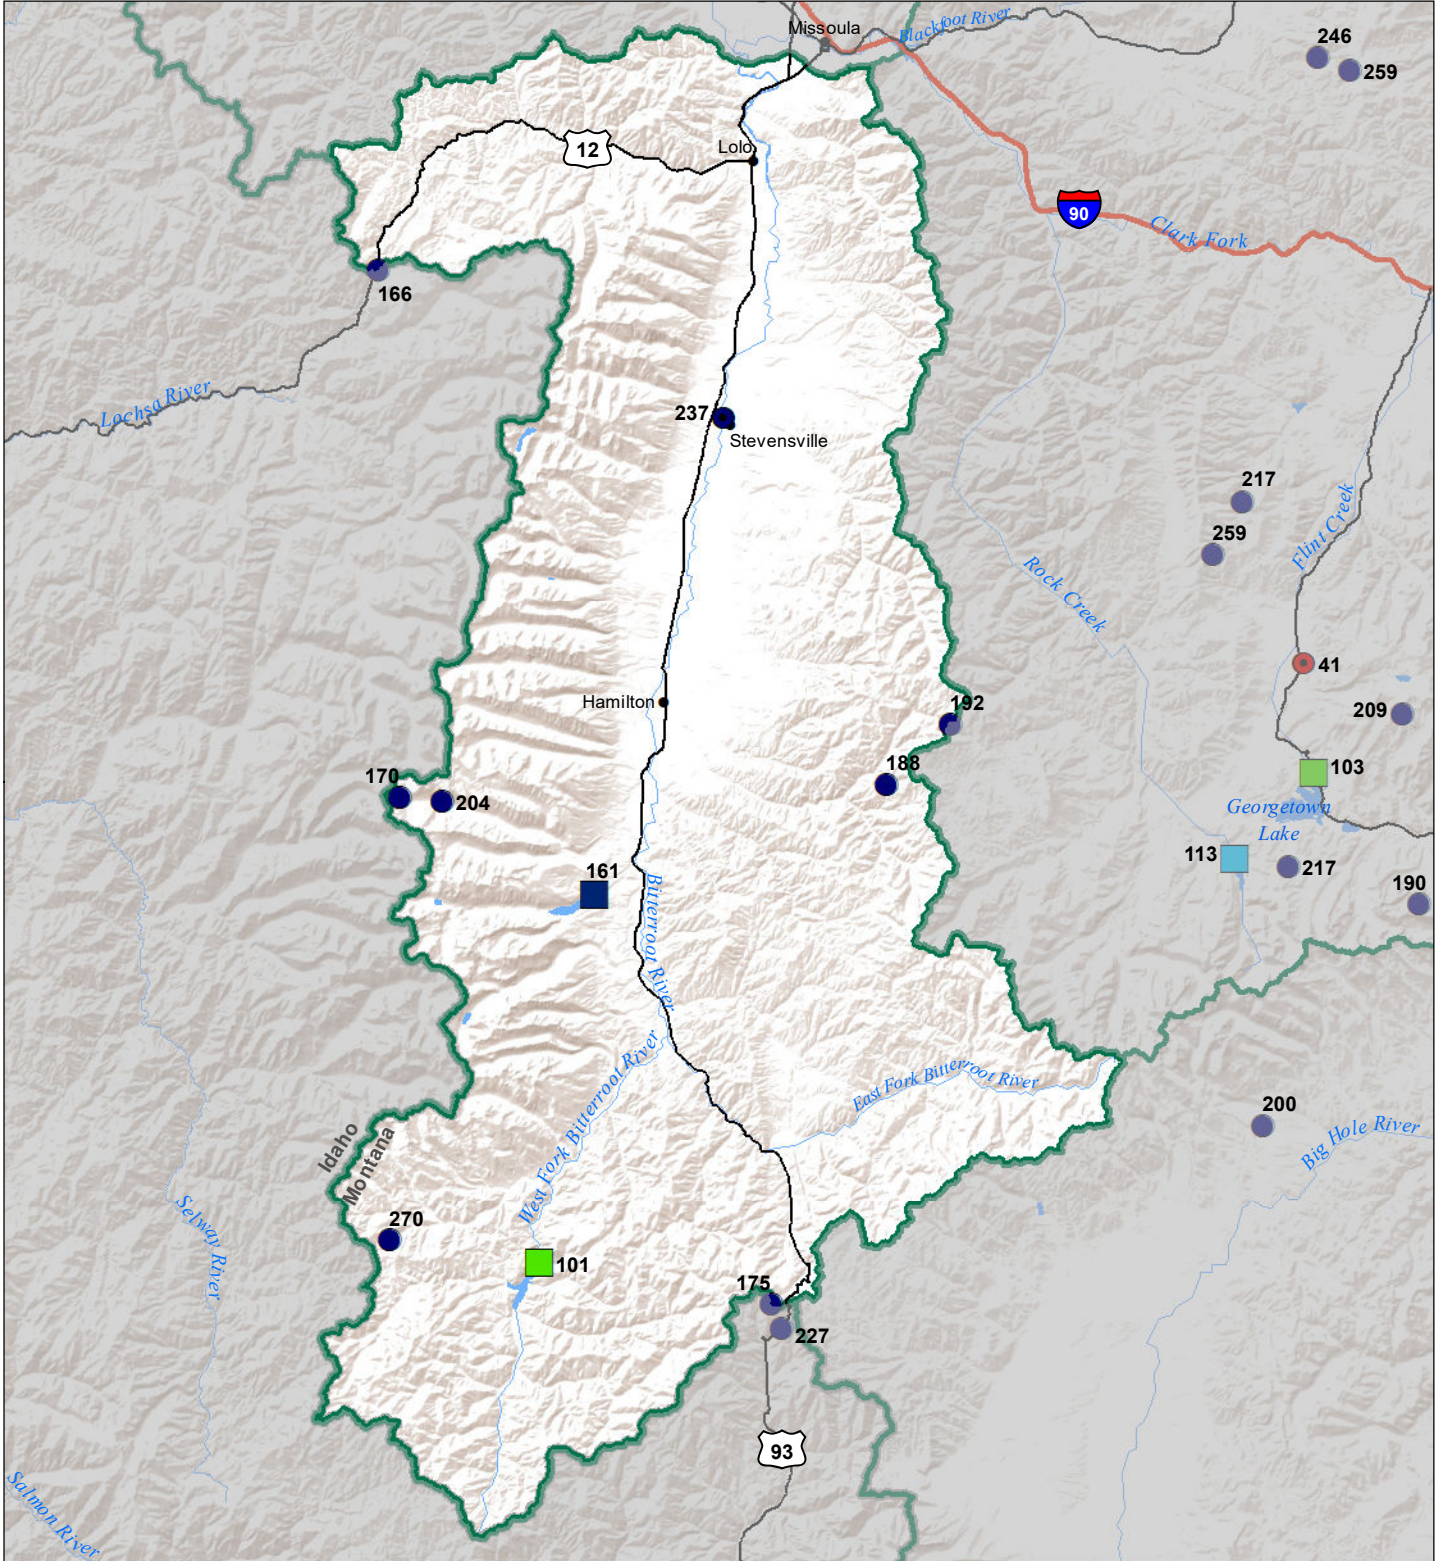 Missoula
Blackfoot River
246
259
12
Lolo
90
Clark Fork
166
Lochsa River
237
Stevensville
217
259
Flint Creek
Rock Creek
41
Hamilton
192
209
188
103
170
204
Georgetown
Lake
113
217
161
190
Bitterroot River
West Fork Bitterroot River
East Fork Bitterroot River
200
Big Hole River
Idaho
Montana
Selway River
270
101
175
227
93
Salmon River